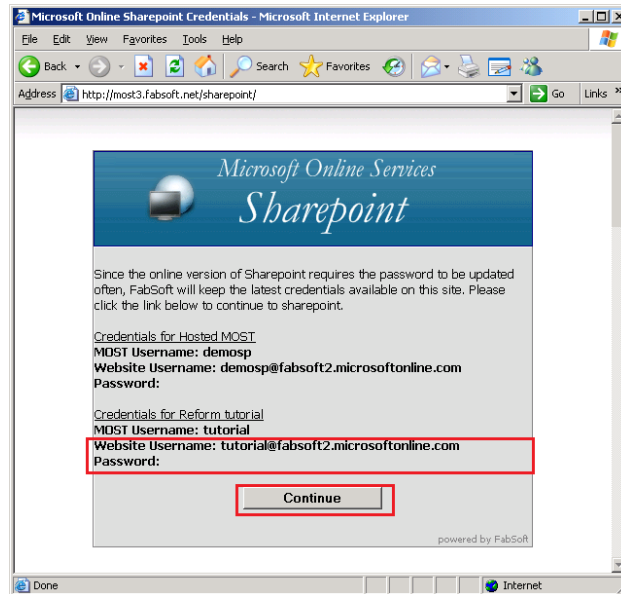 Microsoft Online Sharepoint Credentials - Microsoft Internet Explorer
File Edit View Favorites Tools Help
Back Search Favorites
Address http://most3.fabsoft.net/sharepoint/ Go Links »
Microsoft Online Services
Sharepoint
Since the online version of Sharepoint requires the password to be updated
often, FabSoft will keep the latest credentials available on this site. Please
click the link below to continue to sharepoint.
Credentials for Hosted MOST
MOST Username: demosp
Website Username: demosp@fabsoft2.microsoftonline.com
Password:
Credentials for Reform tutorial
MOST Username: tutorial
Website Username: tutorial@fabsoft2.microsoftonline.com
Password:
Continue
powered by FabSoft
Done Internet